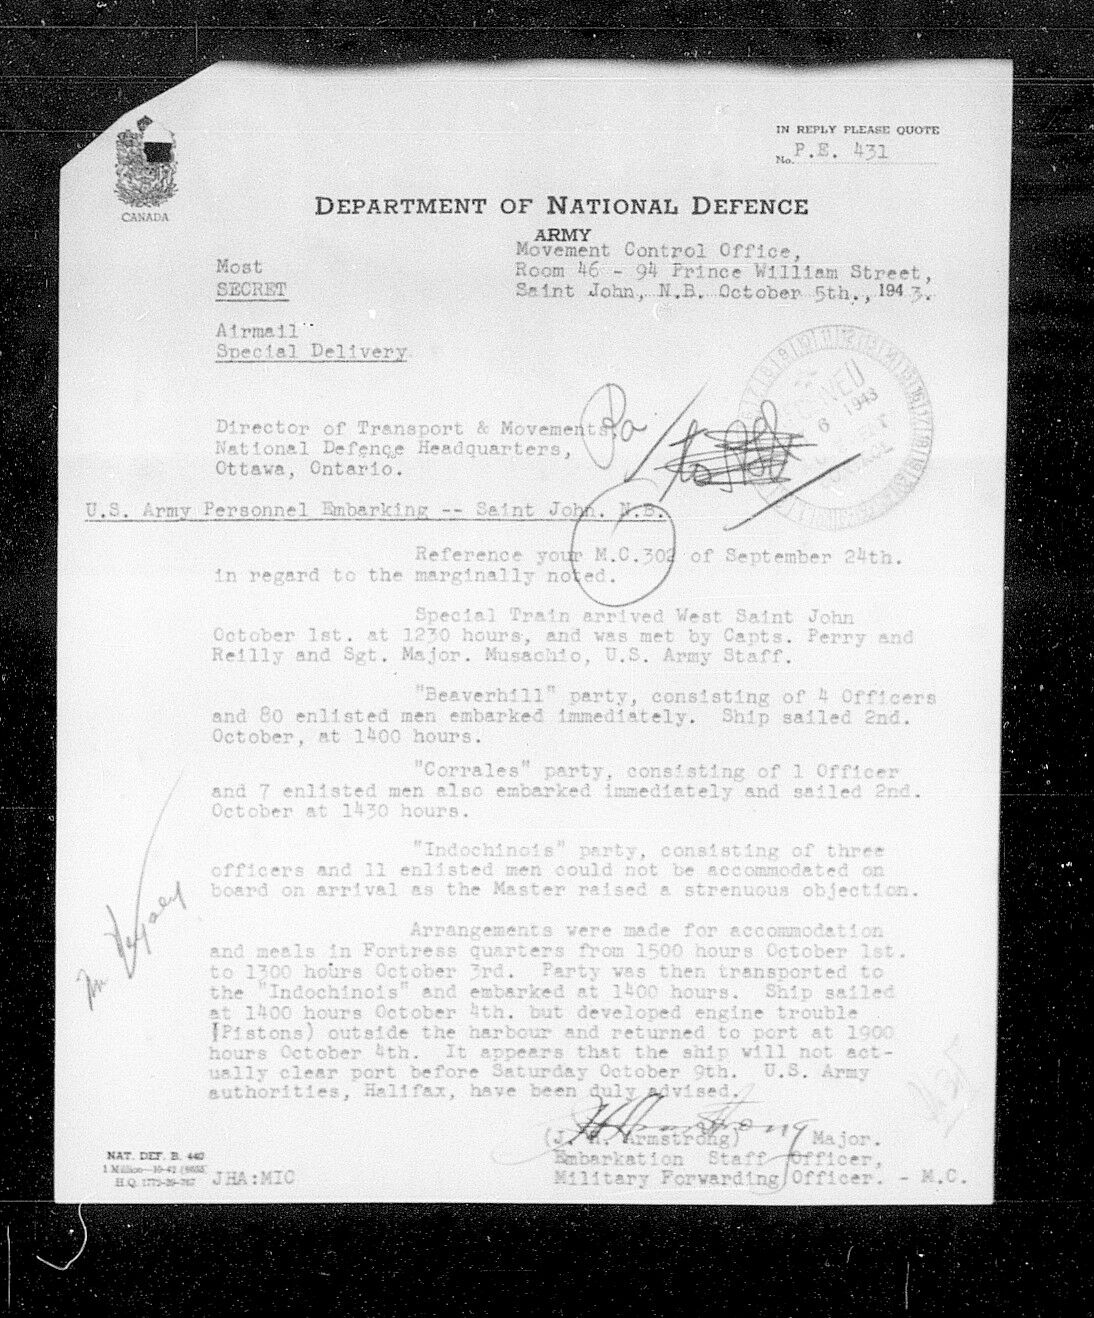 IN REPLY PLEASE QUOTE
No. P.E. 431
CANADA
DEPARTMENT OF NATIONAL DEFENCE
ARMY
Movement Control Office,
Most
Room 46 - 94 Prince William Street,
SECRET
Saint John, N.B. October 5th., 1943.
Airmail
Special Delivery
6 1943
Director of Transport & Movements,
National Defence Headquarters,
Ottawa, Ontario.
U.S. Army Personnel Embarking -- Saint John. N.B.
Reference your M.C.302 of September 24th.
in regard to the marginally noted.
Special Train arrived West Saint John
October 1st. at 1230 hours, and was met by Capts. Perry and
Reilly and Sgt. Major. Musachio, U.S. Army Staff.
"Beaverhill" party, consisting of 4 Officers
and 80 enlisted men embarked immediately. Ship sailed 2nd.
October, at 1400 hours.
"Corrales" party, consisting of 1 Officer
and 7 enlisted men also embarked immediately and sailed 2nd.
October at 1430 hours.
"Indochinois" party, consisting of three
officers and 11 enlisted men could not be accommodated on
board on arrival as the Master raised a strenuous objection.
Arrangements were made for accommodation
and meals in Fortress quarters from 1500 hours October 1st.
to 1300 hours October 3rd. Party was then transported to
the "Indochinois" and embarked at 1400 hours. Ship sailed
at 1400 hours October 4th. but developed engine trouble
(Pistons) outside the harbour and returned to port at 1900
hours October 4th. It appears that the ship will not act-
ually clear port before Saturday October 9th. U.S. Army
authorities, Halifax, have been duly advised.
(J. H. Armstrong) Major.
Embarkation Staff Officer,
Military Forwarding Officer. - M.C.
NAT. DEF. B. 440
JHA:MIC